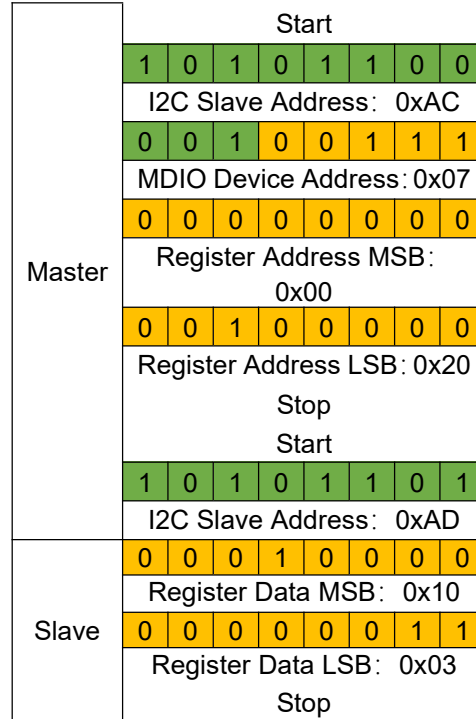 Start
1 0 1 0 1 1 0 0
I2C Slave Address: 0xAC
0 0 1 0 0 1 1 1
MDIO Device Address: 0x07
0 0 0 0 0 0 0 0
Master
Register Address MSB:
0x00
0 0 1 0 0 0 0 0
Register Address LSB: 0x20
Stop
Start
1 0 1 0 1 1 0 1
I2C Slave Address: 0xAD
0 0 0 1 0 0 0 0
Register Data MSB: 0x10
Slave
0 0 0 0 0 0 1 1
Register Data LSB: 0x03
Stop